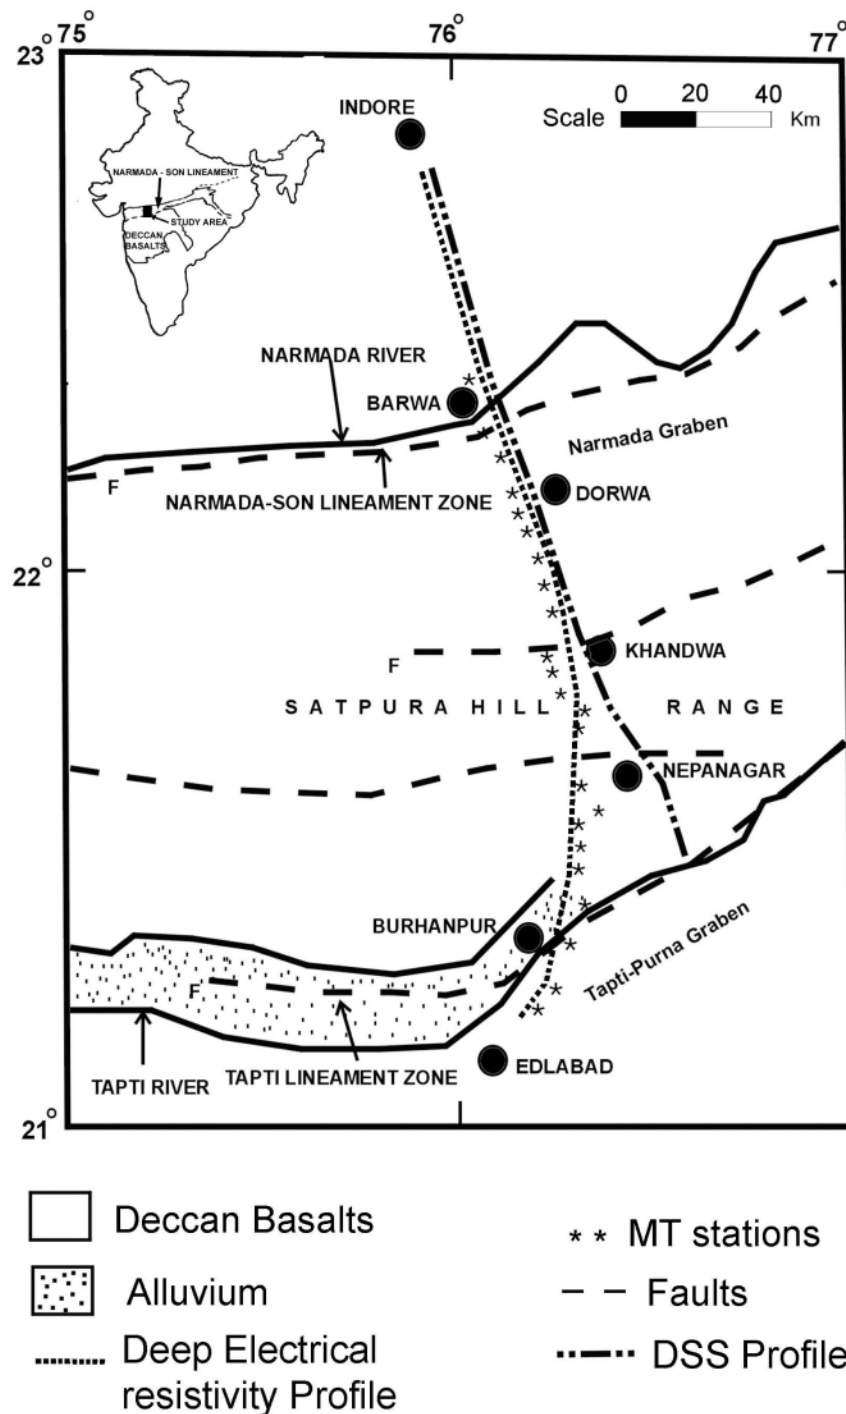 75°
76°
77°
23°
INDORE
Scale
0 20 40
Km
NARMADA - SON LINEAMENT
STUDY AREA
DECCAN
BASALTS
NARMADA RIVER
BARWA
Narmada Graben
F
NARMADA-SON LINEAMENT ZONE
DORWA
22°
KHANDWA
F
SATPURA HILL RANGE
NEPANAGAR
BURHANPUR
Tapti-Purna Graben
F
TAPTI RIVER
TAPTI LINEAMENT ZONE
EDLABAD
21°
Deccan Basalts
** MT stations
Alluvium
Faults
Deep Electrical
resistivity Profile
DSS Profile